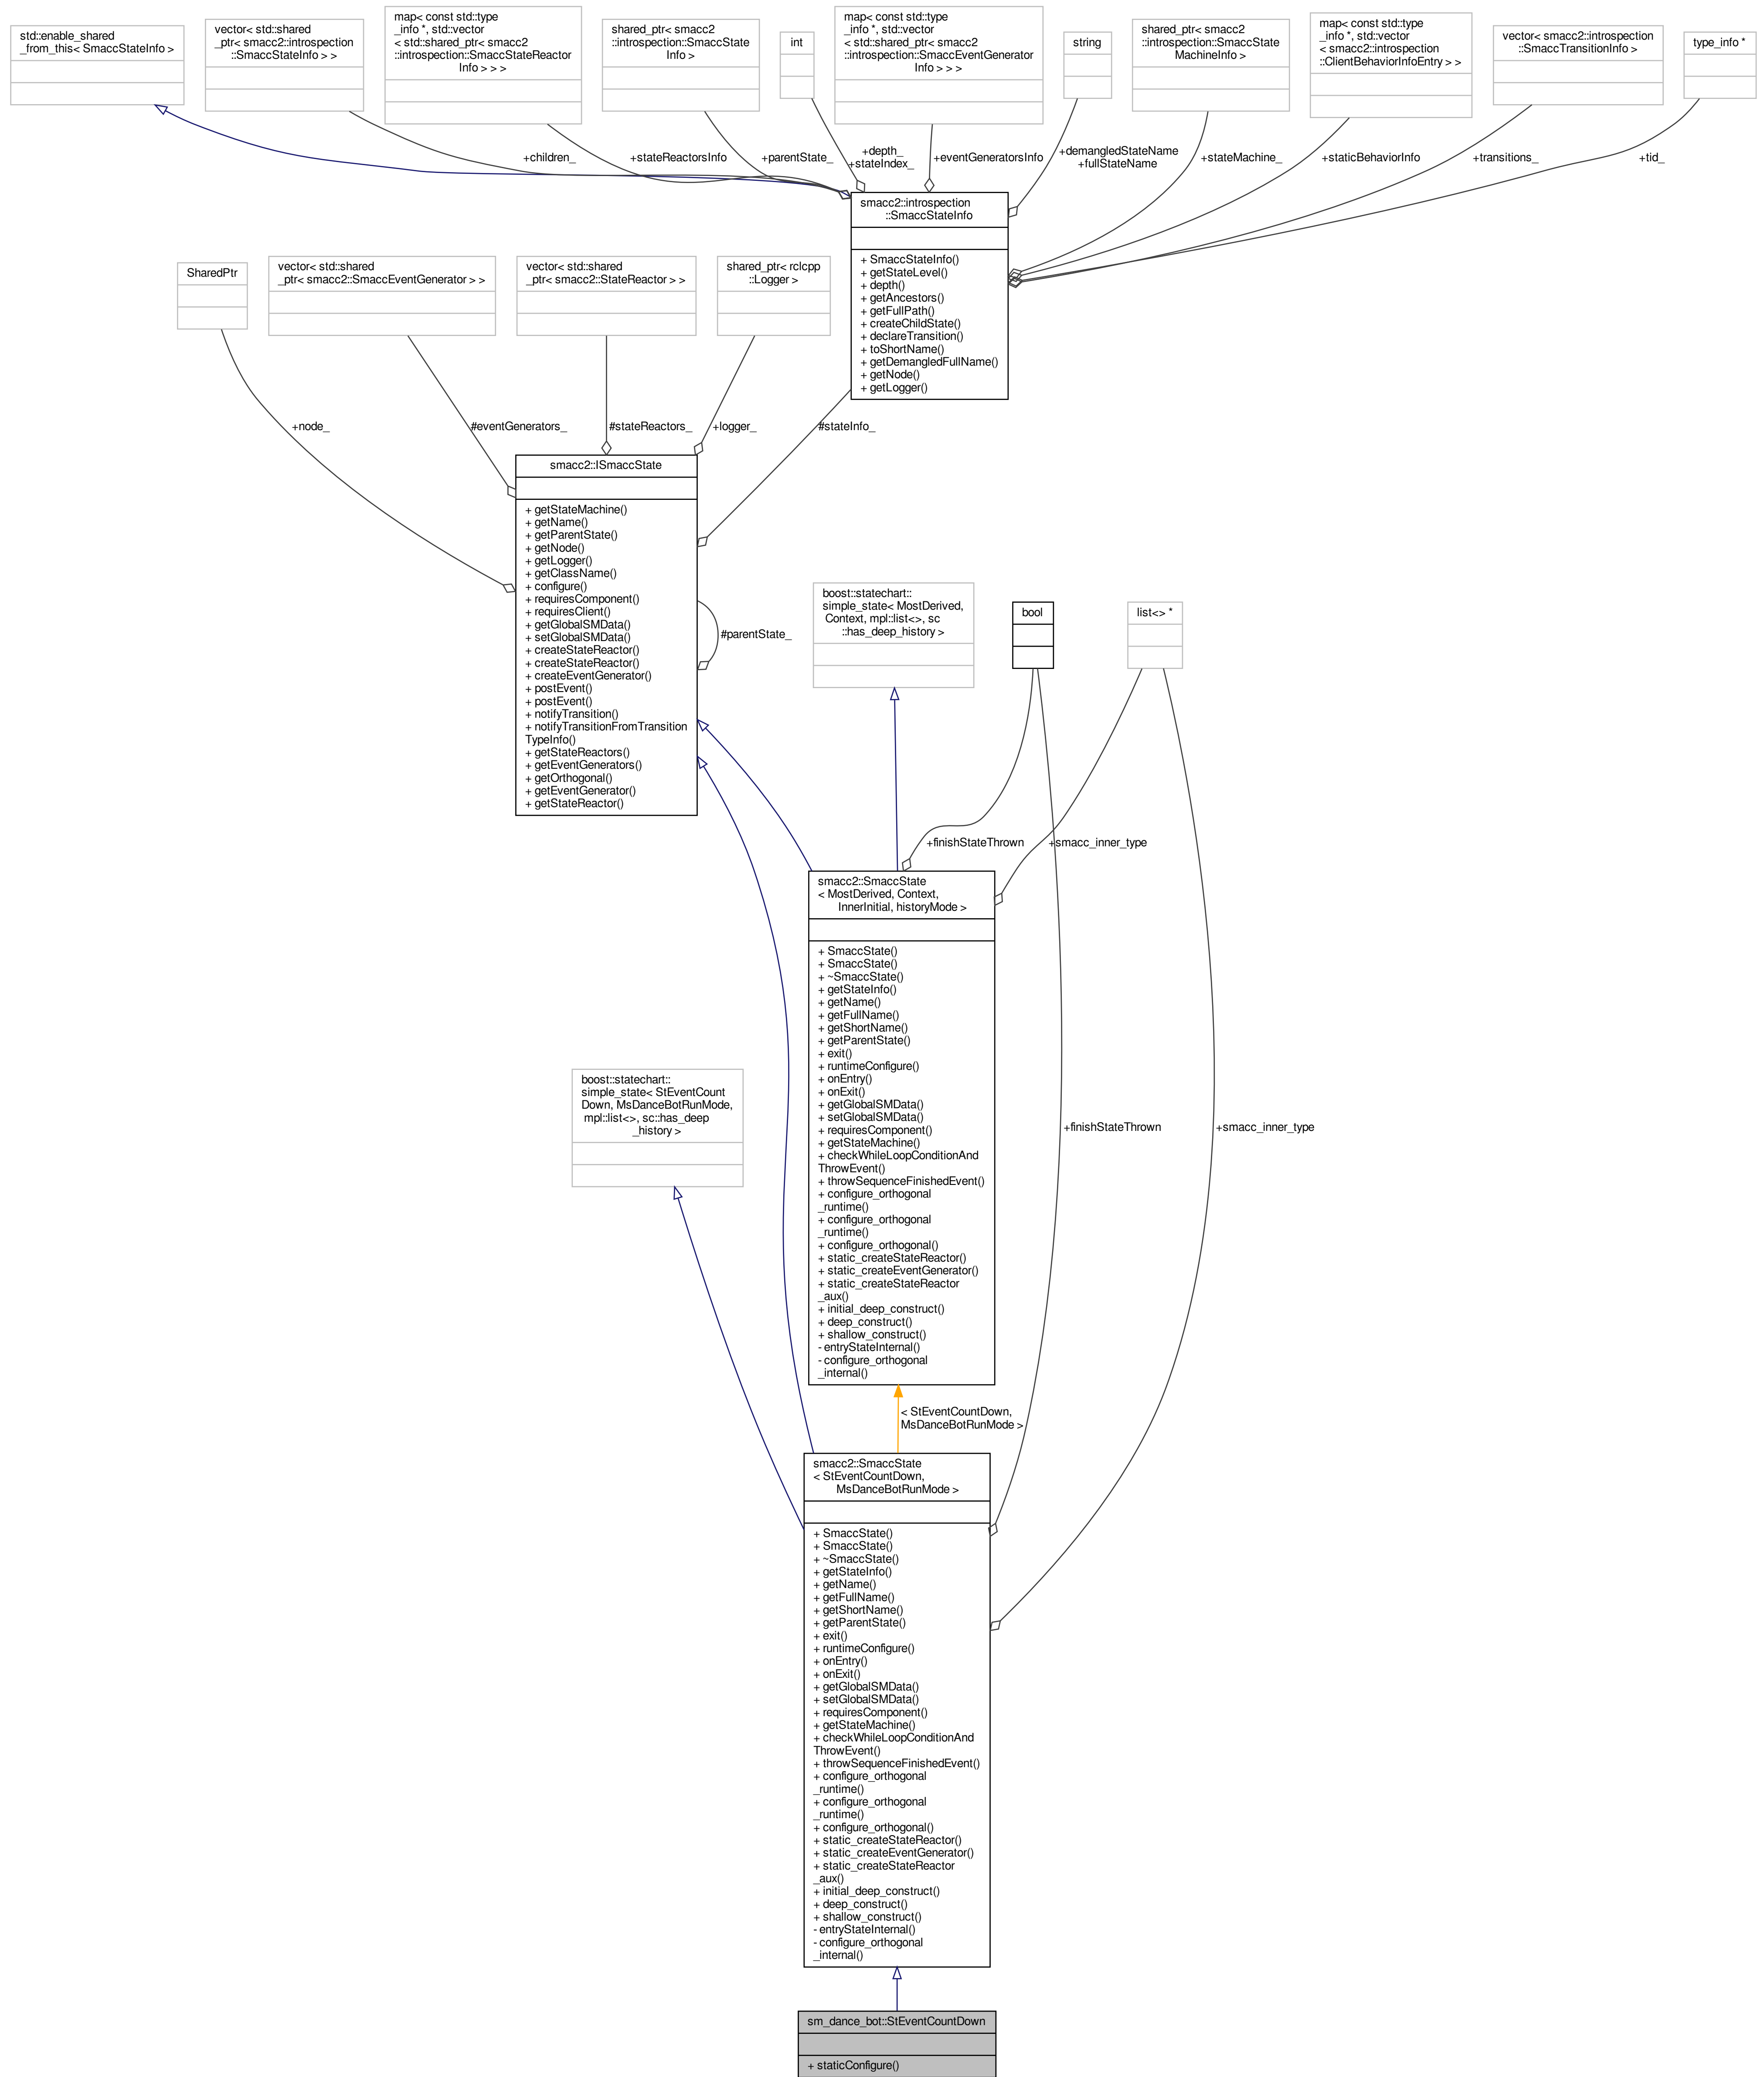 std::enable_shared
_from_this< SmaccStateInfo >
vector< std::shared
_ptr< smacc2::introspection
::SmaccStateInfo > >
map< const std::type
_info *, std::vector
< std::shared_ptr< smacc2
::introspection::SmaccStateReactor
Info > > >
shared_ptr< smacc2
::introspection::SmaccState
Info >
int
map< const std::type
_info *, std::vector
< std::shared_ptr< smacc2
::introspection::SmaccEventGenerator
Info > > >
string
shared_ptr< smacc2
::introspection::SmaccState
MachineInfo >
map< const std::type
_info *, std::vector
< smacc2::introspection
::ClientBehaviorInfoEntry > >
vector< smacc2::introspection
::SmaccTransitionInfo >
type_info *
+children_
+stateReactorsInfo
+parentState_
+depth_
+stateIndex_
+eventGeneratorsInfo
+demangledStateName
+fullStateName
+stateMachine_
+staticBehaviorInfo
+transitions_
+tid_
smacc2::introspection
::SmaccStateInfo
+ SmaccStateInfo()
+ getStateLevel()
+ depth()
+ getAncestors()
+ getFullPath()
+ createChildState()
+ declareTransition()
+ toShortName()
+ getDemangledFullName()
+ getNode()
+ getLogger()
SharedPtr
vector< std::shared
_ptr< smacc2::SmaccEventGenerator > >
vector< std::shared
_ptr< smacc2::StateReactor > >
shared_ptr< rclcpp
::Logger >
+node_
#eventGenerators_
#stateReactors_
+logger_
#stateInfo_
smacc2::ISmaccState
+ getStateMachine()
+ getName()
+ getParentState()
+ getNode()
+ getLogger()
+ getClassName()
+ configure()
+ requiresComponent()
+ requiresClient()
+ getGlobalSMData()
+ setGlobalSMData()
+ createStateReactor()
+ createStateReactor()
+ createEventGenerator()
+ postEvent()
+ postEvent()
+ notifyTransition()
+ notifyTransitionFromTransition
TypeInfo()
+ getStateReactors()
+ getEventGenerators()
+ getOrthogonal()
+ getEventGenerator()
+ getStateReactor()
#parentState_
boost::statechart::
simple_state< MostDerived,
Context, mpl::list<>, sc
::has_deep_history >
bool
list<> *
+finishStateThrown
+smacc_inner_type
smacc2::SmaccState
< MostDerived, Context,
InnerInitial, historyMode >
+ SmaccState()
+ SmaccState()
+ ~SmaccState()
+ getStateInfo()
+ getName()
+ getFullName()
+ getShortName()
+ getParentState()
+ exit()
+ runtimeConfigure()
+ onEntry()
+ onExit()
+ getGlobalSMData()
+ setGlobalSMData()
+ requiresComponent()
+ getStateMachine()
+ checkWhileLoopConditionAnd
ThrowEvent()
+ throwSequenceFinishedEvent()
+ configure_orthogonal
_runtime()
+ configure_orthogonal
_runtime()
+ configure_orthogonal()
+ static_createStateReactor()
+ static_createEventGenerator()
+ static_createStateReactor
_aux()
+ initial_deep_construct()
+ deep_construct()
+ shallow_construct()
- entryStateInternal()
- configure_orthogonal
_internal()
boost::statechart::
simple_state< StEventCount
Down, MsDanceBotRunMode,
mpl::list<>, sc::has_deep
_history >
+finishStateThrown
+smacc_inner_type
< StEventCountDown,
MsDanceBotRunMode >
smacc2::SmaccState
< StEventCountDown,
MsDanceBotRunMode >
+ SmaccState()
+ SmaccState()
+ ~SmaccState()
+ getStateInfo()
+ getName()
+ getFullName()
+ getShortName()
+ getParentState()
+ exit()
+ runtimeConfigure()
+ onEntry()
+ onExit()
+ getGlobalSMData()
+ setGlobalSMData()
+ requiresComponent()
+ getStateMachine()
+ checkWhileLoopConditionAnd
ThrowEvent()
+ throwSequenceFinishedEvent()
+ configure_orthogonal
_runtime()
+ configure_orthogonal
_runtime()
+ configure_orthogonal()
+ static_createStateReactor()
+ static_createEventGenerator()
+ static_createStateReactor
_aux()
+ initial_deep_construct()
+ deep_construct()
+ shallow_construct()
- entryStateInternal()
- configure_orthogonal
_internal()
sm_dance_bot::StEventCountDown
+ staticConfigure()